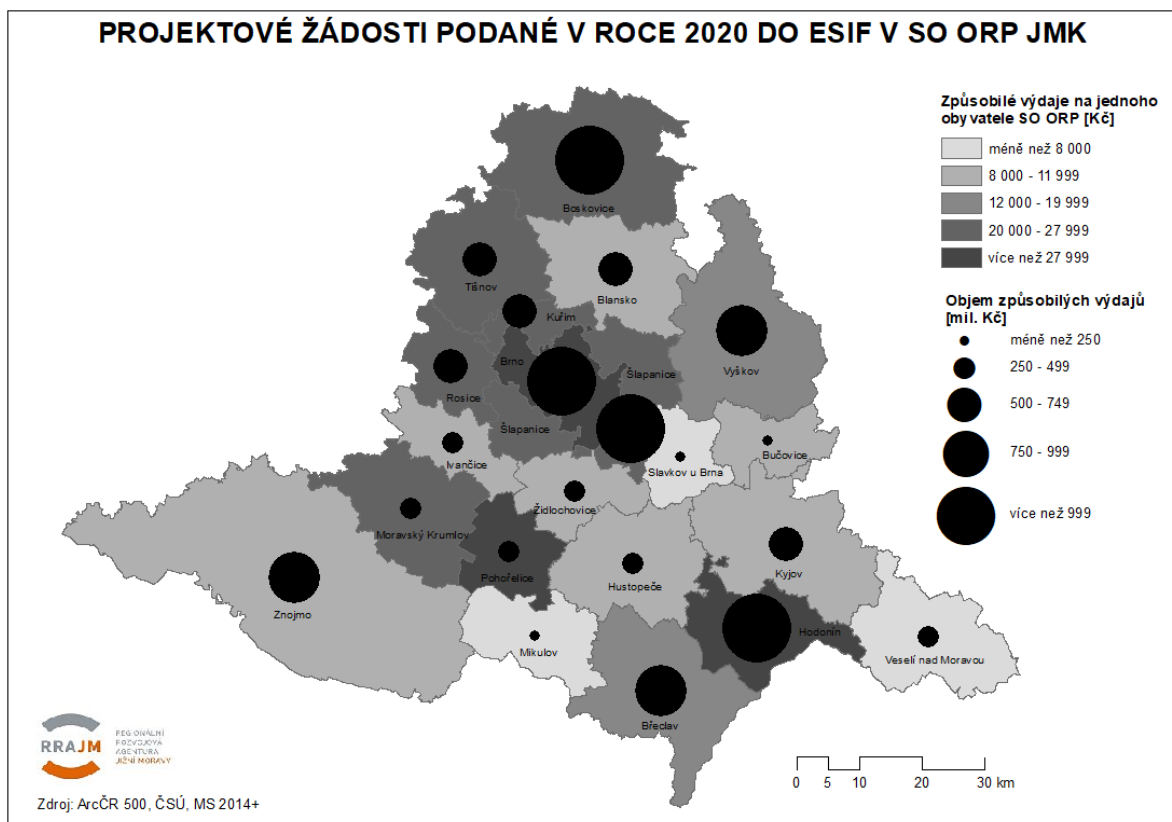 PROJEKTOVÉ ŽÁDOSTI PODANÉ V ROCE 2020 DO ESIF V SO ORP JMK
Způsobilé výdaje na jednoho
obyvatele SO ORP [Kč]
méně než 8 000
8 000 - 11 999
12 000 - 19 999
20 000 - 27 999
více než 27 999
Objem způsobilých výdajů
[mil. Kč]
méně než 250
250 - 499
500 - 749
750 - 999
více než 999
Boskovice
Tišnov
Blansko
Kuřim
Brno
Šlapanice
Vyškov
Rosice
Šlapanice
Ivančice
Slavkov u Brna
Bučovice
Židlochovice
Moravský Krumlov
Pohořelice
Hustopeče
Kyjov
Znojmo
Mikulov
Hodonín
Veselí nad Moravou
Břeclav
RRAJM
REGIONÁLNÍ
ROZVOJOVÁ
AGENTURA
JIŽNÍ MORAVY
0 5 10 20 30 km
Zdroj: ArcČR 500, ČSÚ, MS 2014+